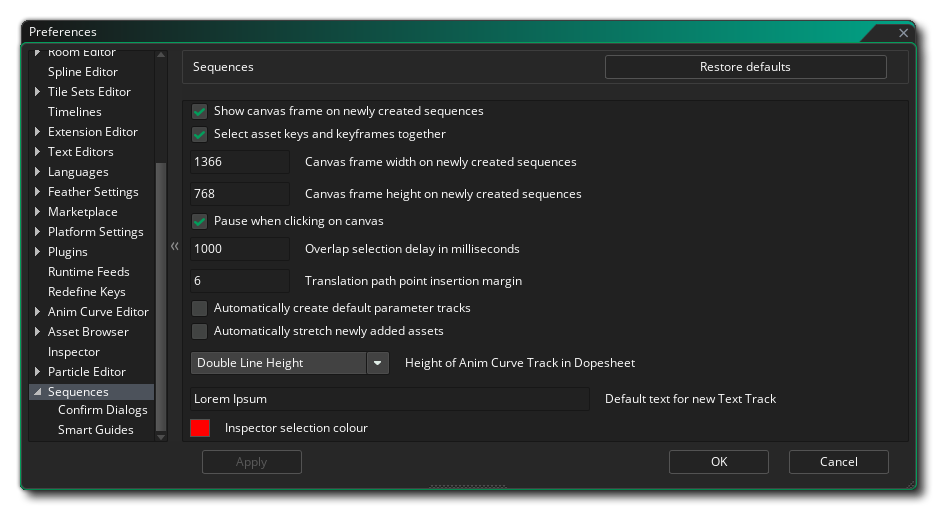 Preferences
Room Editor
Spline Editor
Tile Sets Editor
Timelines
Extension Editor
Text Editors
Languages
Feather Settings
Marketplace
Platform Settings
Plugins
Runtime Feeds
Redefine Keys
Anim Curve Editor
Asset Browser
Inspector
Particle Editor
Sequences
Confirm Dialogs
Smart Guides
Sequences
Restore defaults
Show canvas frame on newly created sequences
Select asset keys and keyframes together
1366 Canvas frame width on newly created sequences
768 Canvas frame height on newly created sequences
Pause when clicking on canvas
1000 Overlap selection delay in milliseconds
6 Translation path point insertion margin
Automatically create default parameter tracks
Automatically stretch newly added assets
Double Line Height Height of Anim Curve Track in Dopesheet
Lorem Ipsum Default text for new Text Track
Inspector selection colour
Apply OK Cancel